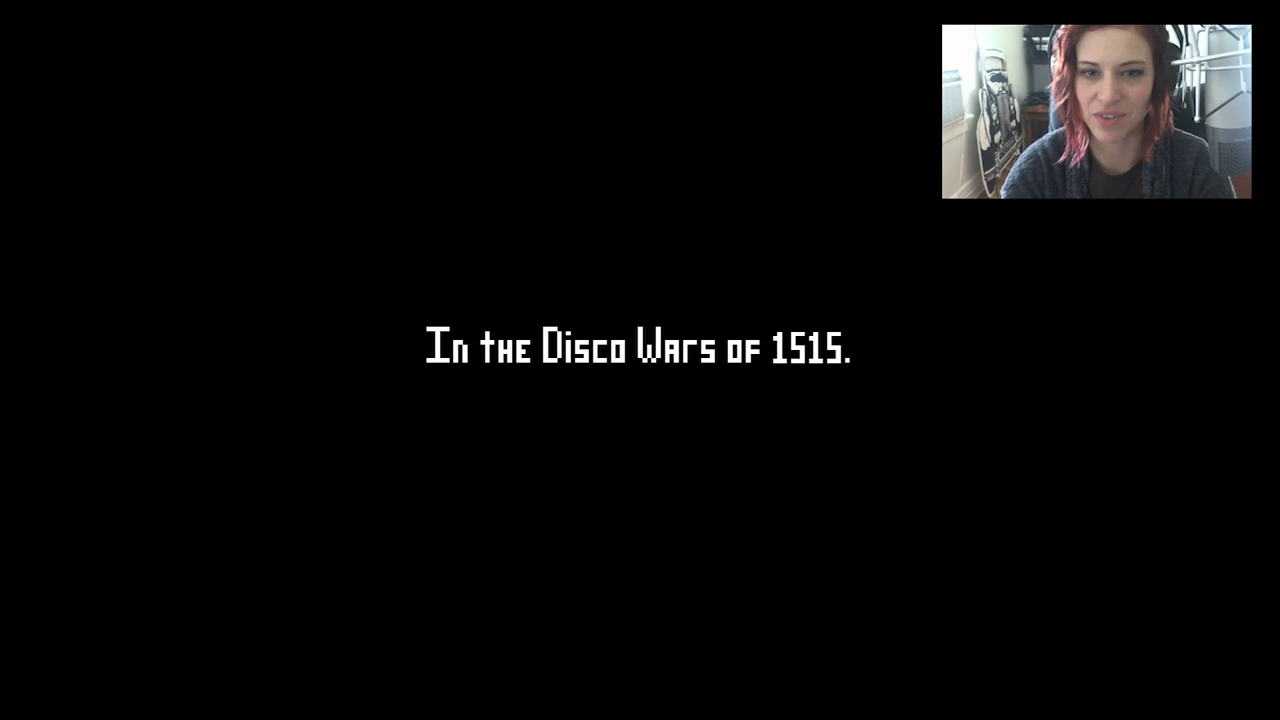 In the Disco Wars of 1515.